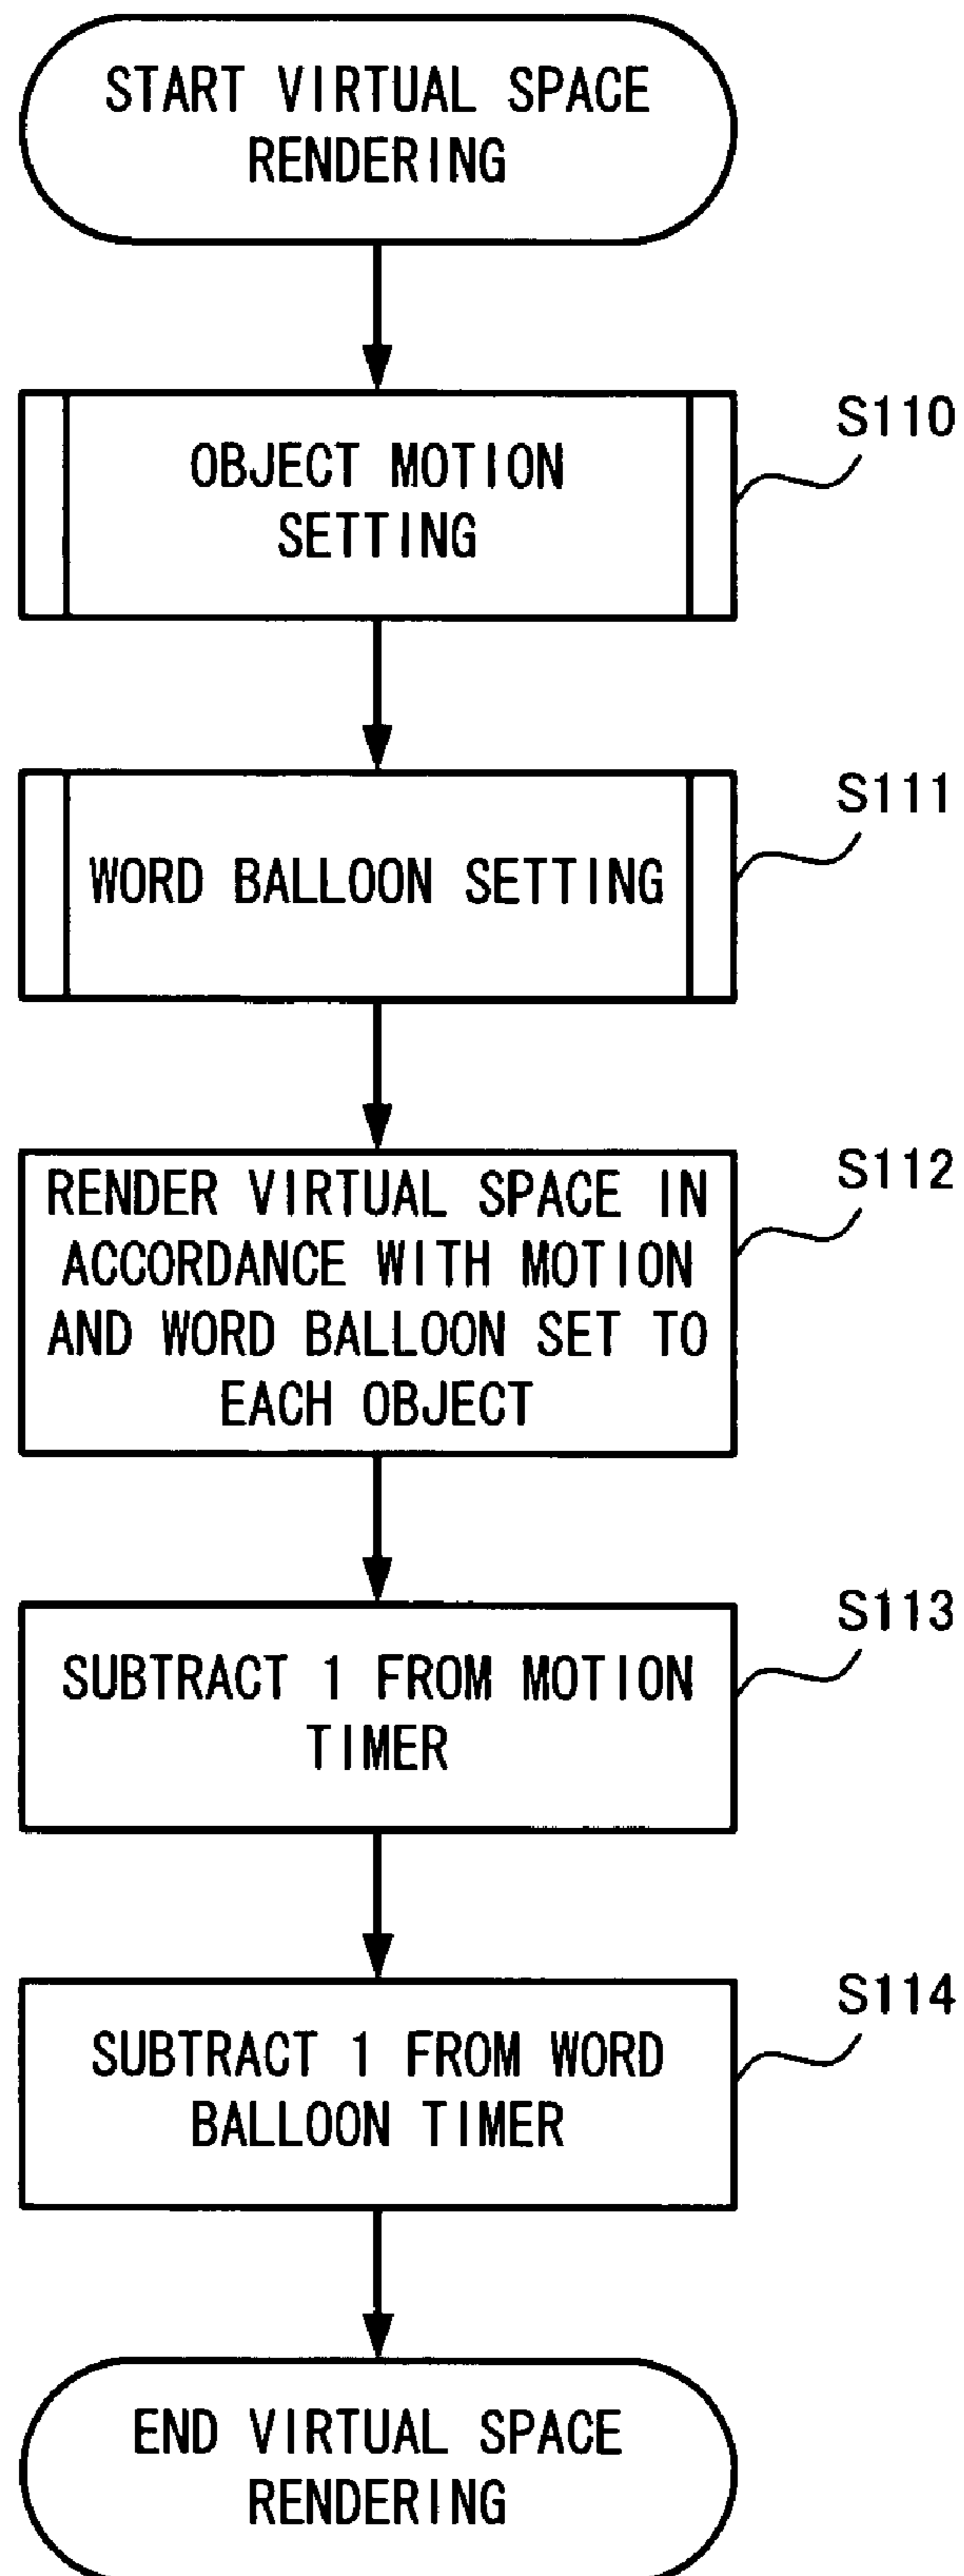 START VIRTUAL SPACE
RENDERING
S110
OBJECT MOTION
SETTING
S111
WORD BALLOON SETTING
S112
RENDER VIRTUAL SPACE IN
ACCORDANCE WITH MOTION
AND WORD BALLOON SET TO
EACH OBJECT
S113
SUBTRACT 1 FROM MOTION
TIMER
S114
SUBTRACT 1 FROM WORD
BALLOON TIMER
END VIRTUAL SPACE
RENDERING